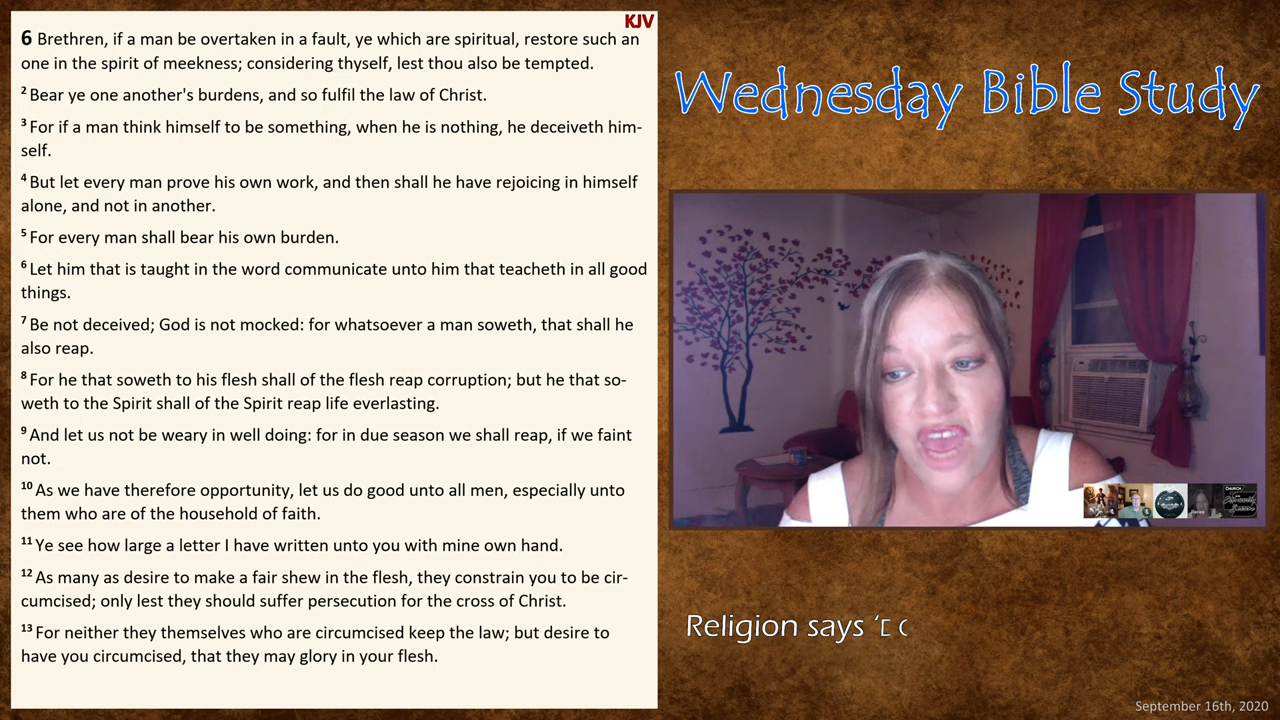 KJV
6 Brethren, if a man be overtaken in a fault, ye which are spiritual, restore such an
one in the spirit of meekness; considering thyself, lest thou also be tempted.
2 Bear ye one another's burdens, and so fulfil the law of Christ.
3 For if a man think himself to be something, when he is nothing, he deceiveth him-
self.
4 But let every man prove his own work, and then shall he have rejoicing in himself
alone, and not in another.
5 For every man shall bear his own burden.
6 Let him that is taught in the word communicate unto him that teacheth in all good
things.
7 Be not deceived; God is not mocked: for whatsoever a man soweth, that shall he
also reap.
8 For he that soweth to his flesh shall of the flesh reap corruption; but he that so-
weth to the Spirit shall of the Spirit reap life everlasting.
9 And let us not be weary in well doing: for in due season we shall reap, if we faint
not.
10 As we have therefore opportunity, let us do good unto all men, especially unto
them who are of the household of faith.
11 Ye see how large a letter I have written unto you with mine own hand.
12 As many as desire to make a fair shew in the flesh, they constrain you to be cir-
cumcised; only lest they should suffer persecution for the cross of Christ.
13 For neither they themselves who are circumcised keep the law; but desire to
have you circumcised, that they may glory in your flesh.
Wednesday Bible Study
CHURCH
Religion says
September 16th, 2020